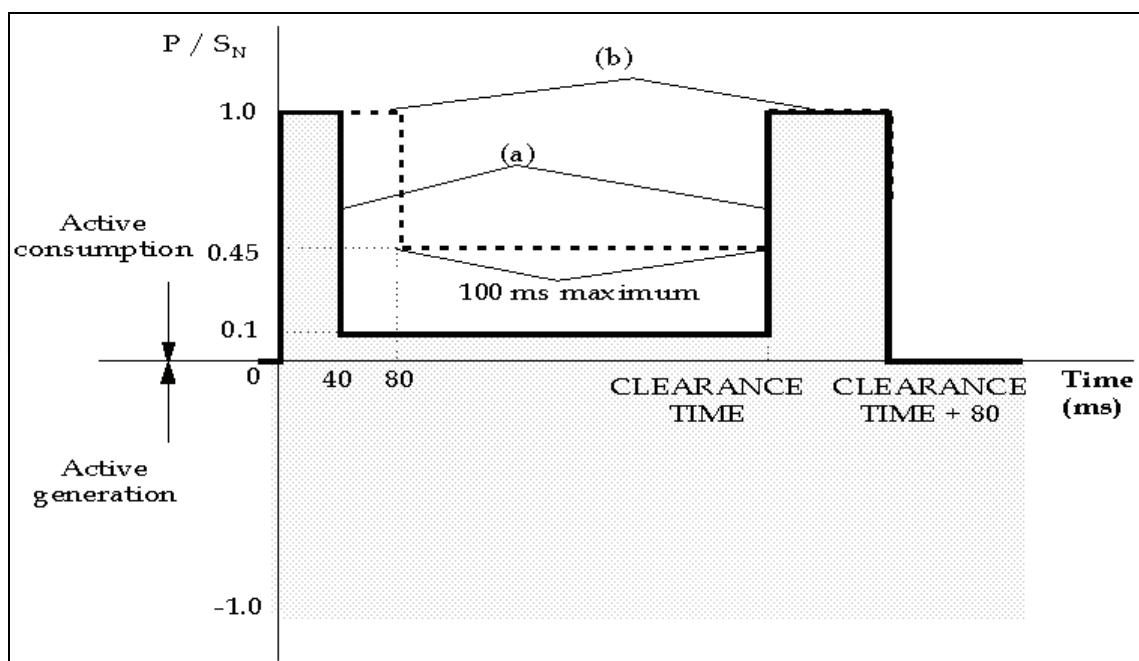 P / SN
(b)
1.0
(a)
Active
consumption
0.45
100 ms maximum
0.1
0
40
80
CLEARANCE
TIME
CLEARANCE
TIME + 80
Time
(ms)
Active
generation
-1.0